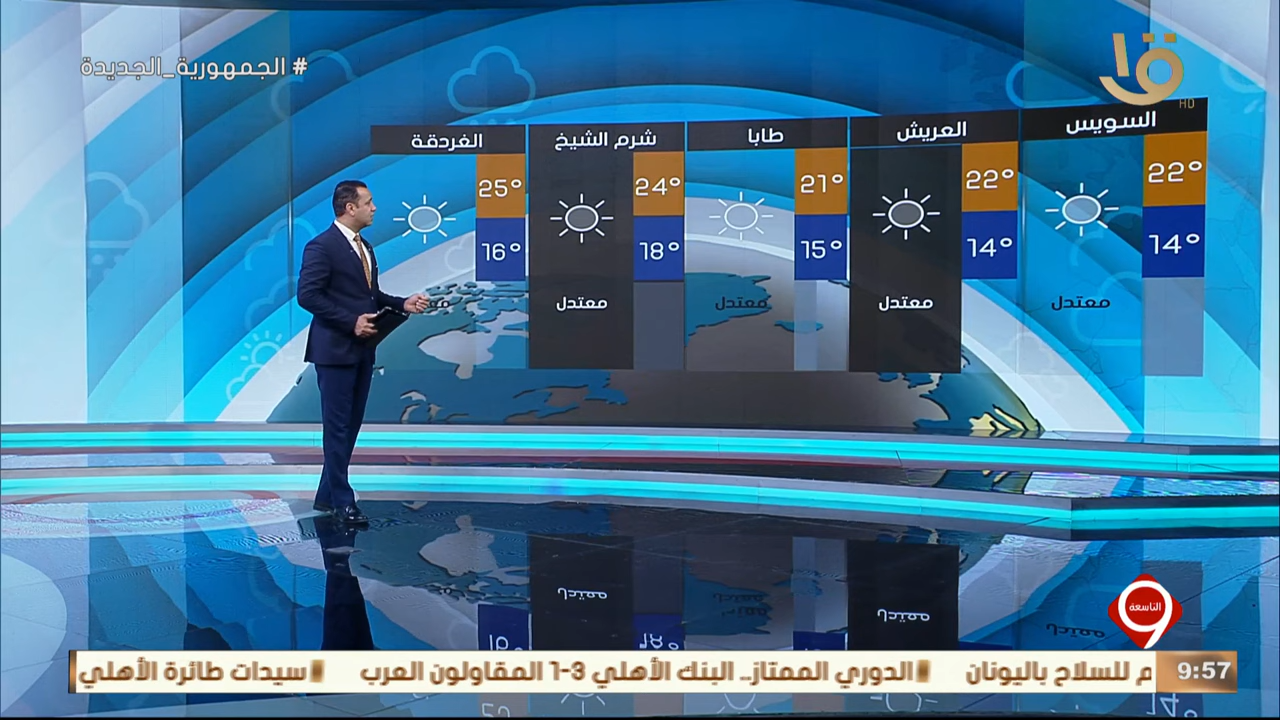 # الجمهورية_الجديدة
HD
السويس
22°
14°
معتدل
العريش
22°
14°
معتدل
طابا
21°
15°
معتدل
شرم الشيخ
24°
18°
معتدل
الغردقة
25°
16°
التاسعة
9
9:57
م للسلاح باليونان
الدوري الممتاز.. البنك الأهلي 3-1 المقاولون العرب
سيدات طائرة الأهلي